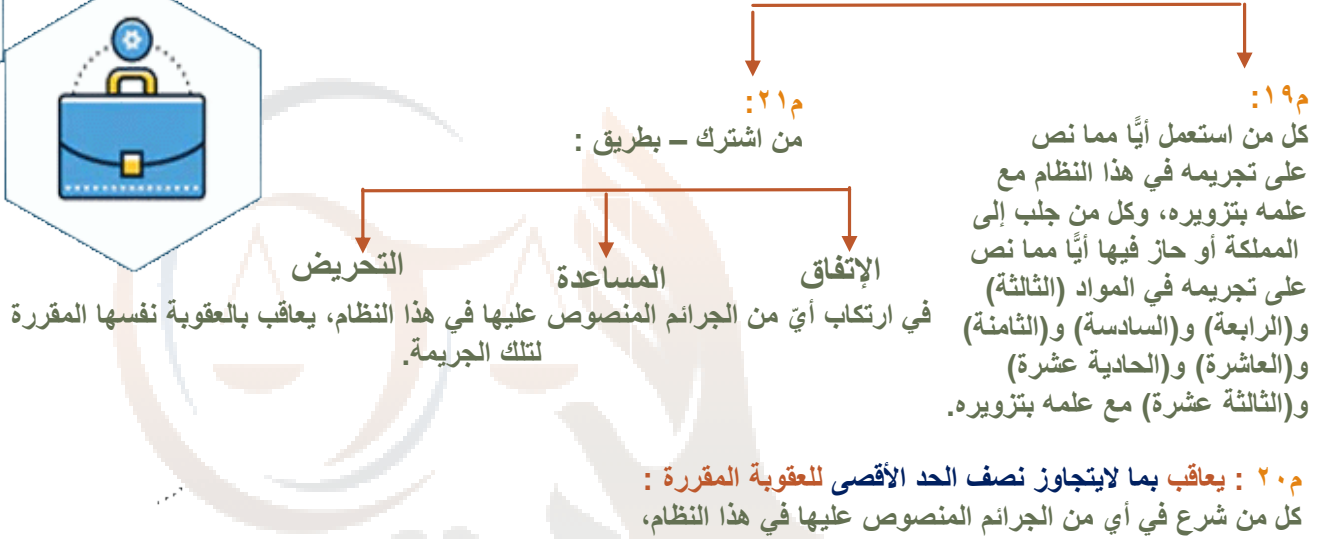 م١٩:
كل من استعمل أيًّا مما نص
على تجريمه في هذا النظام مع
علمه بتزويره، وكل من جلب إلى
المملكة أو حاز فيها أيًّا مما نص
على تجريمه في المواد (الثالثة)
و(الرابعة) و(السادسة) و(الثامنة)
و(العاشرة) و(الحادية عشرة)
و(الثالثة عشرة) مع علمه بتزويره.
م٢١:
من اشترك – بطريق :
الإتفاق
المساعدة
التحريض
في ارتكاب أيّ من الجرائم المنصوص عليها في هذا النظام، يعاقب بالعقوبة نفسها المقررة
لتلك الجريمة.
م٢٠ : يعاقب بما لايتجاوز نصف الحد الأقصى للعقوبة المقررة :
كل من شرع في أي من الجرائم المنصوص عليها في هذا النظام،